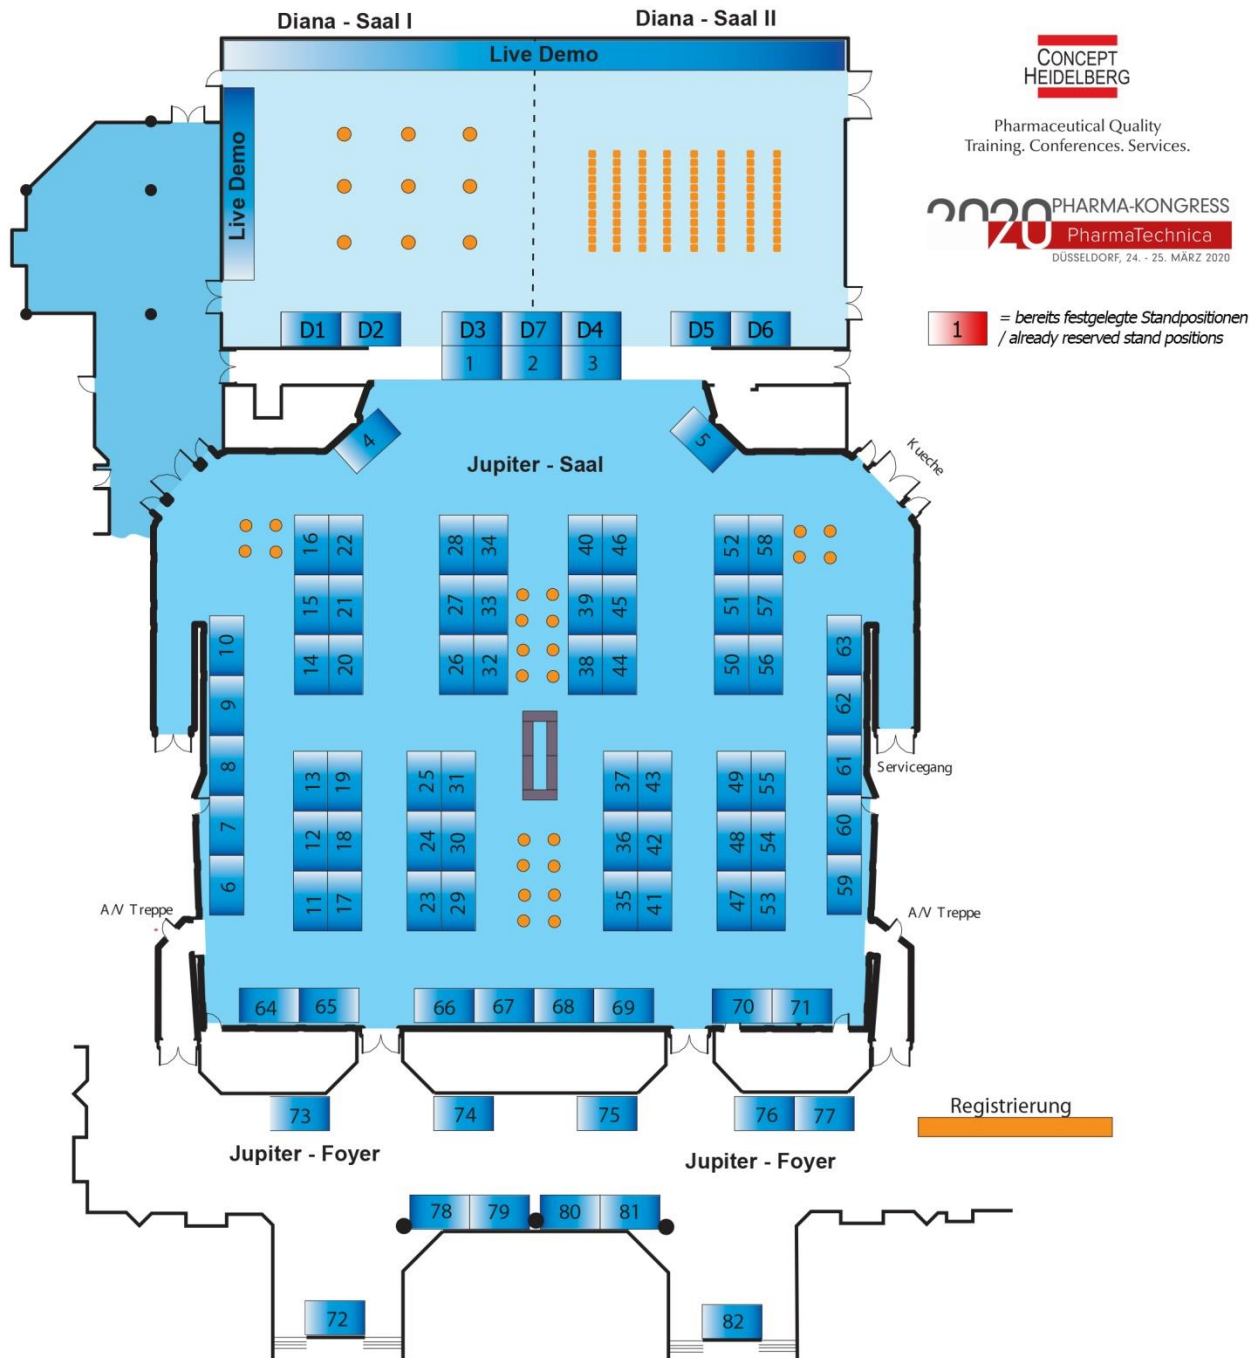 Diana - Saal I
Diana - Saal II
Live Demo
Live Demo
CONCEPT
HEIDELBERG
Pharmaceutical Quality
Training. Conferences. Services.
2020 PHARMA-KONGRESS
PharmaTechnica
DÜSSELDORF, 24. - 25. MÄRZ 2020
1 = bereits festgelegte Standpositionen
/ already reserved stand positions
D1 D2 D3 D7 D4 D5 D6
1 2 3
4 5
Kueche
Jupiter - Saal
16 22 28 34 40 46 52 58
15 21 27 33 39 45 51 57
14 20 26 32 38 44 50 56
10 63
9 62
8 61
7 60
6 59
Servicegang
13 19 25 31 37 43 49 55
12 18 24 30 36 42 48 54
11 17 23 29 35 41 47 53
A/V Treppe
A/V Treppe
64 65 66 67 68 69 70 71
73 74 75 76 77
Registrierung
Jupiter - Foyer
Jupiter - Foyer
78 79 80 81
72 82